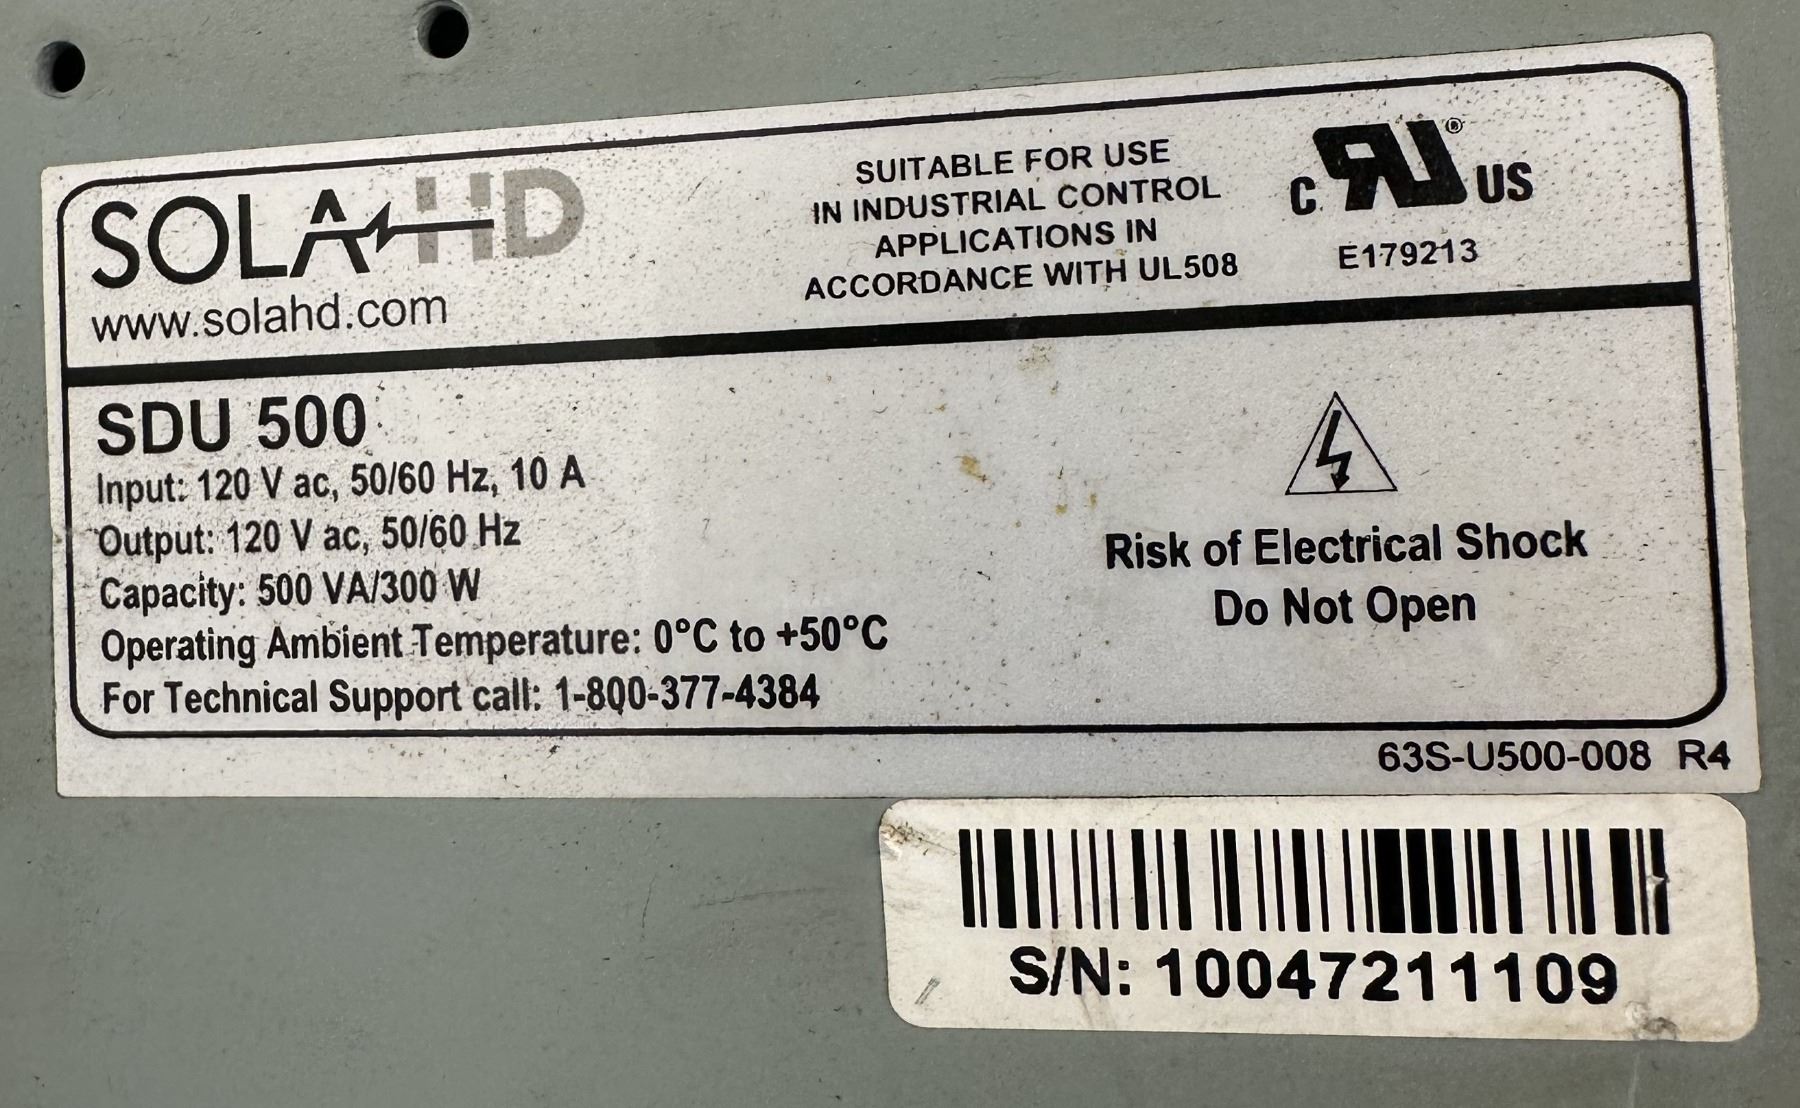 SOLA HD
www.solahd.com
SUITABLE FOR USE
IN INDUSTRIAL CONTROL
APPLICATIONS IN
ACCORDANCE WITH UL508
C RU® US
E179213
SDU 500
Input: 120 V ac, 50/60 Hz, 10 A
Output: 120 V ac, 50/60 Hz
Capacity: 500 VA/300 W
Operating Ambient Temperature: 0°C to +50°C
For Technical Support call: 1-800-377-4384
Risk of Electrical Shock
Do Not Open
63S-U500-008 R4
S/N: 10047211109